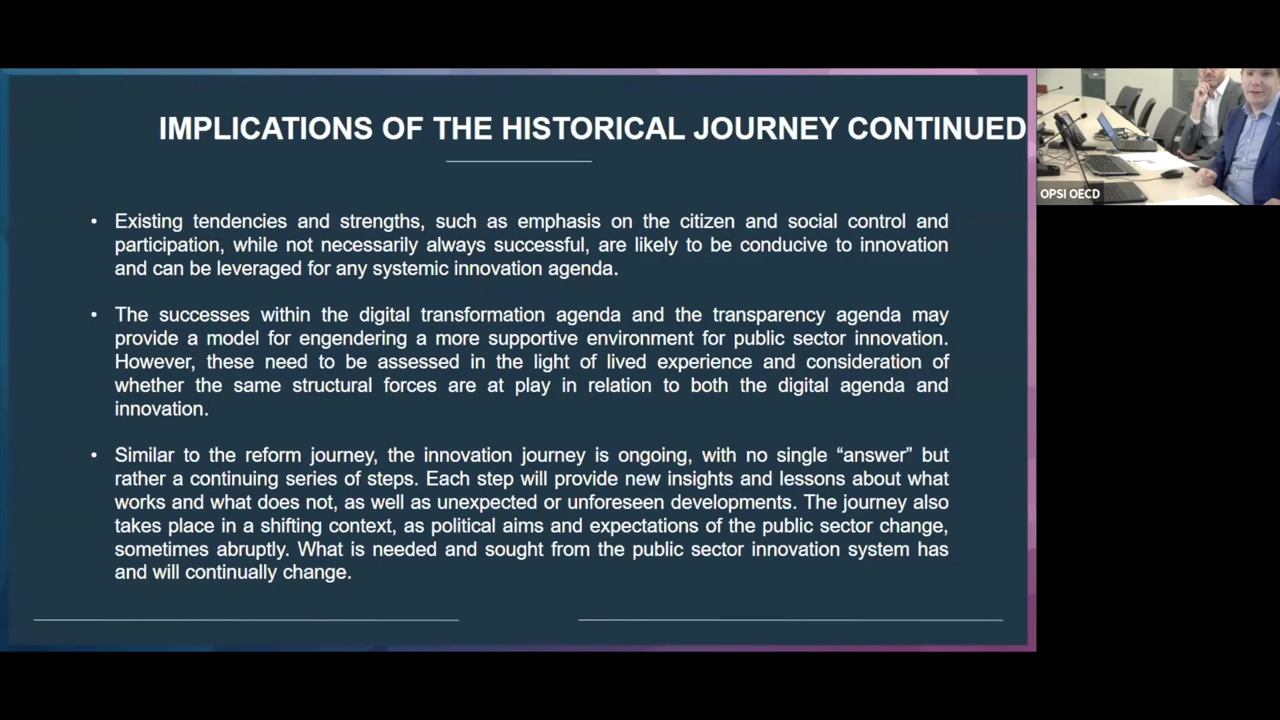 IMPLICATIONS OF THE HISTORICAL JOURNEY CONTINUED
• Existing tendencies and strengths, such as emphasis on the citizen and social control and
participation, while not necessarily always successful, are likely to be conducive to innovation
and can be leveraged for any systemic innovation agenda.
• The successes within the digital transformation agenda and the transparency agenda may
provide a model for engendering a more supportive environment for public sector innovation.
However, these need to be assessed in the light of lived experience and consideration of
whether the same structural forces are at play in relation to both the digital agenda and
innovation.
• Similar to the reform journey, the innovation journey is ongoing, with no single “answer” but
rather a continuing series of steps. Each step will provide new insights and lessons about what
works and what does not, as well as unexpected or unforeseen developments. The journey also
takes place in a shifting context, as political aims and expectations of the public sector change,
sometimes abruptly. What is needed and sought from the public sector innovation system has
and will continually change.
OPSI OECD